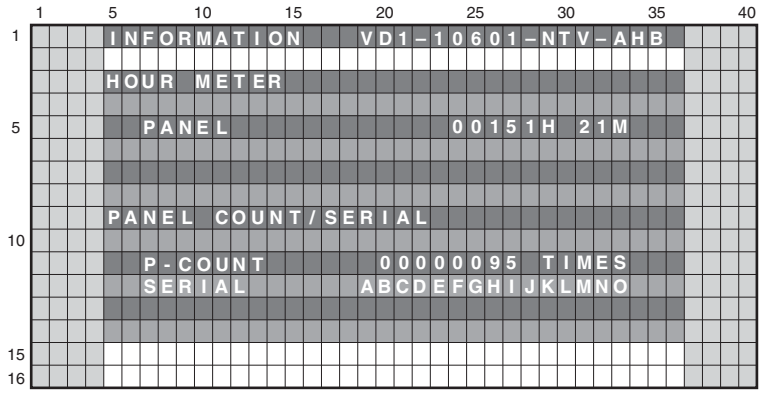 1 5 10 15 20 25 30 35 40
1 INFORMATION VD1-10601-NTV-AHB
HOUR METER
5 PANEL 00151H 21M
PANEL COUNT/SERIAL
10
P-COUNT 00000095 TIMES
SERIAL ABCDEFGHIJKLMNO
15
16